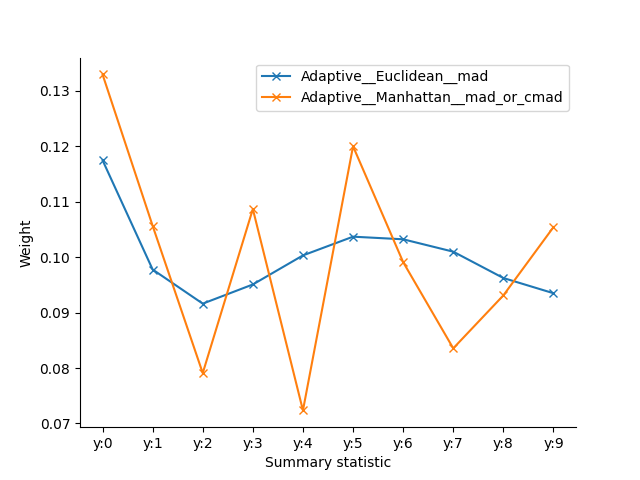 Adaptive__Euclidean__mad
Adaptive__Manhattan__mad_or_cmad
0.13
0.12
0.11
0.10
0.09
0.08
0.07
Weight
y:0 y:1 y:2 y:3 y:4 y:5 y:6 y:7 y:8 y:9
Summary statistic